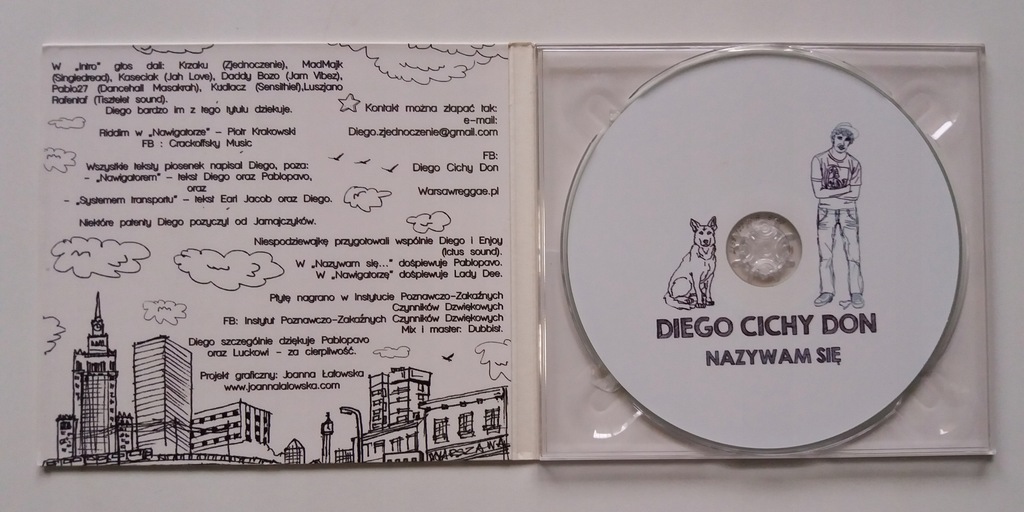 W „Intro” głos dali: Krzaku (Zjednoczenie), MadMajk
(Singledread), Kaseciak (Jah Love), Daddy Bozo (Jam Vibez),
Pablo27 (Dancehall Masakrah), Kudłacz (Sensithief),Luszjano
Rafentaf (Tisztelet sound).
Diego bardzo im z tego tytułu dziękuje.
Riddim w „Nawigatorze” – Piotr Krakowski
FB : Crackoffsky Music
Wszystkie teksty piosenek napisał Diego, poza:
- „Nawigatorem” – tekst Diego oraz Pablopavo,
oraz
- „Systemem transportu” – tekst Earl Jacob oraz Diego.
Niektóre patenty Diego pożyczył od Jamajczyków.
Kontakt można złapać tak:
e-mail:
Diego.zjednoczenie@gmail.com
FB:
Diego Cichy Don
Warsawreggae.pl
Niespodziewajkę przygotowali wspólnie Diego i Enjoy
(Ictus sound).
W „Nazywam się...” dośpiewuje Pablopavo.
W „Nawigatorze” dośpiewuje Lady Dee.
Płytę nagrano w Instytucie Poznawczo-Zakaźnych
Czynników Dźwiękowych
FB: Instytut Poznawczo-Zakaźnych Czynników Dźwiękowych
Mix i master: Dubbist.
Diego szczególnie dziękuje Pablopavo
oraz Luckowi – za cierpliwość.
Projekt graficzny: Joanna Łałowska
www.joannalalowska.com
WARSZAWA
DIEGO CICHY DON
NAZYWAM SIĘ